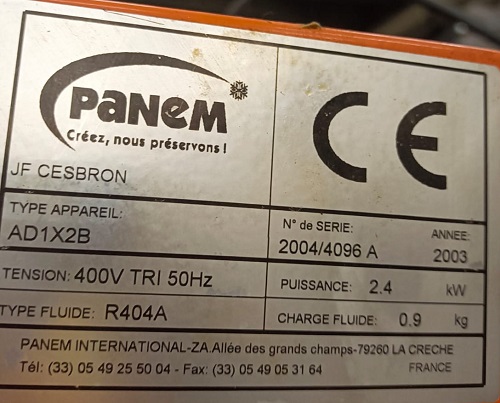 PANEM
Créez, nous préservons !
CE
JF CESBRON
TYPE APPAREIL:
AD1X2B
N° de SERIE:
2004/4096 A
ANNEE:
2003
TENSION: 400V TRI 50Hz
PUISSANCE: 2.4 kW
TYPE FLUIDE: R404A
CHARGE FLUIDE: 0.9 kg
PANEM INTERNATIONAL-ZA.Allée des grands champs-79260 LA CRECHE
Tél: (33) 05 49 25 50 04 - Fax: (33) 05 49 05 31 64 FRANCE